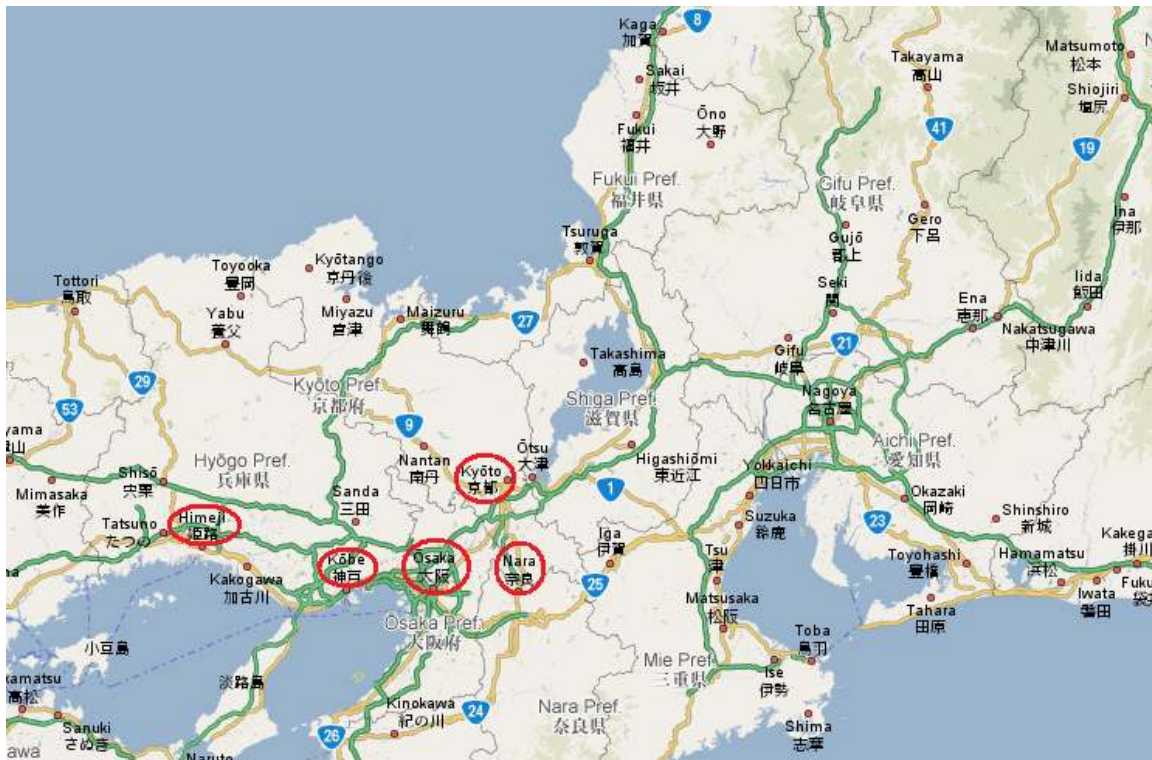 Kaga
加賀
8
Matsumoto
松本
Takayama
高山
Sakai
坂井
Shiojiri
塩尻
Fukui
福井
Ōno
大野
41
19
Fukui Pref.
福井県
Gifu Pref.
岐阜県
Ina
伊那
Gero
下呂
Tsuruga
敦賀
Gujō
郡上
Kyōtango
京丹後
Toyooka
豊岡
Tottori
鳥取
Seki
関
Iida
飯田
Ena
恵那
Yabu
養父
Miyazu
宮津
Maizuru
舞鶴
27
Nakatsugawa
中津川
21
Gifu
岐阜
Takashima
高島
29
Kyōto Pref.
京都府
Nagoya
名古屋
53
Shiga Pref.
滋賀県
9
Aichi Pref.
愛知県
Ōtsu
大津
Nantan
南丹
Kyōto
京都
Higashiōmi
東近江
Hyōgo Pref.
兵庫県
Shisō
宍粟
Yokkaichi
四日市
Mimasaka
美作
1
Okazaki
岡崎
Sanda
三田
Himeji
姫路
Tatsuno
たつの
Suzuka
鈴鹿
23
Shinshiro
新城
Iga
伊賀
Kakega
掛川
Kōbe
神戸
Ōsaka
大阪
Nara
奈良
Tsu
津
Toyohashi
豊橋
Hamamatsu
浜松
Kakogawa
加古川
25
Iwata
磐田
Fuku
袋井
Matsusaka
松阪
Tahara
田原
Ōsaka Pref.
大阪府
小豆島
Toba
鳥羽
Mie Pref.
三重県
Ise
伊勢
淡路島
kamatsu
高松
Kinokawa
紀の川
24
Nara Pref.
奈良県
Sanuki
さぬき
26
Shima
志摩
Naruto
awa